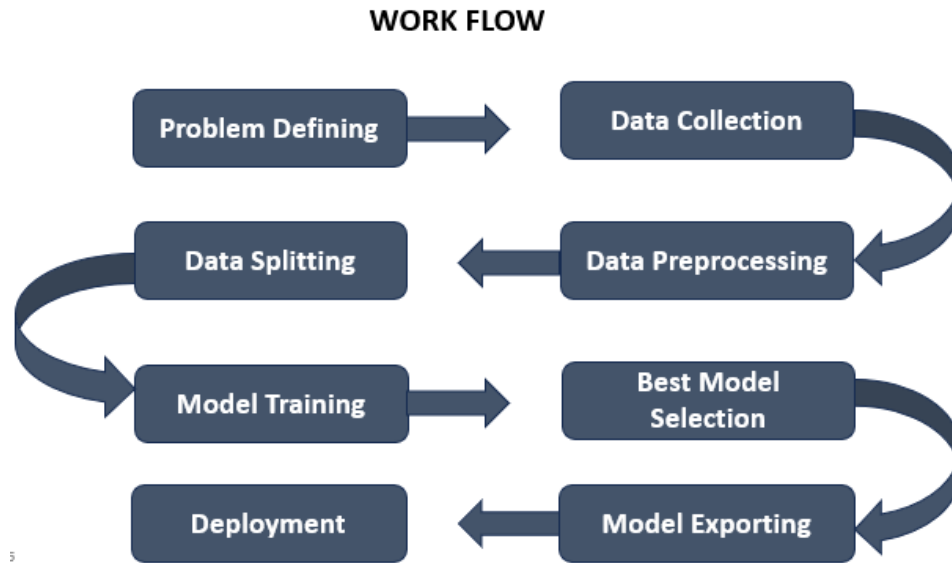 WORK FLOW
Problem Defining
Data Collection
Data Preprocessing
Data Splitting
Model Training
Best Model
Selection
Model Exporting
Deployment